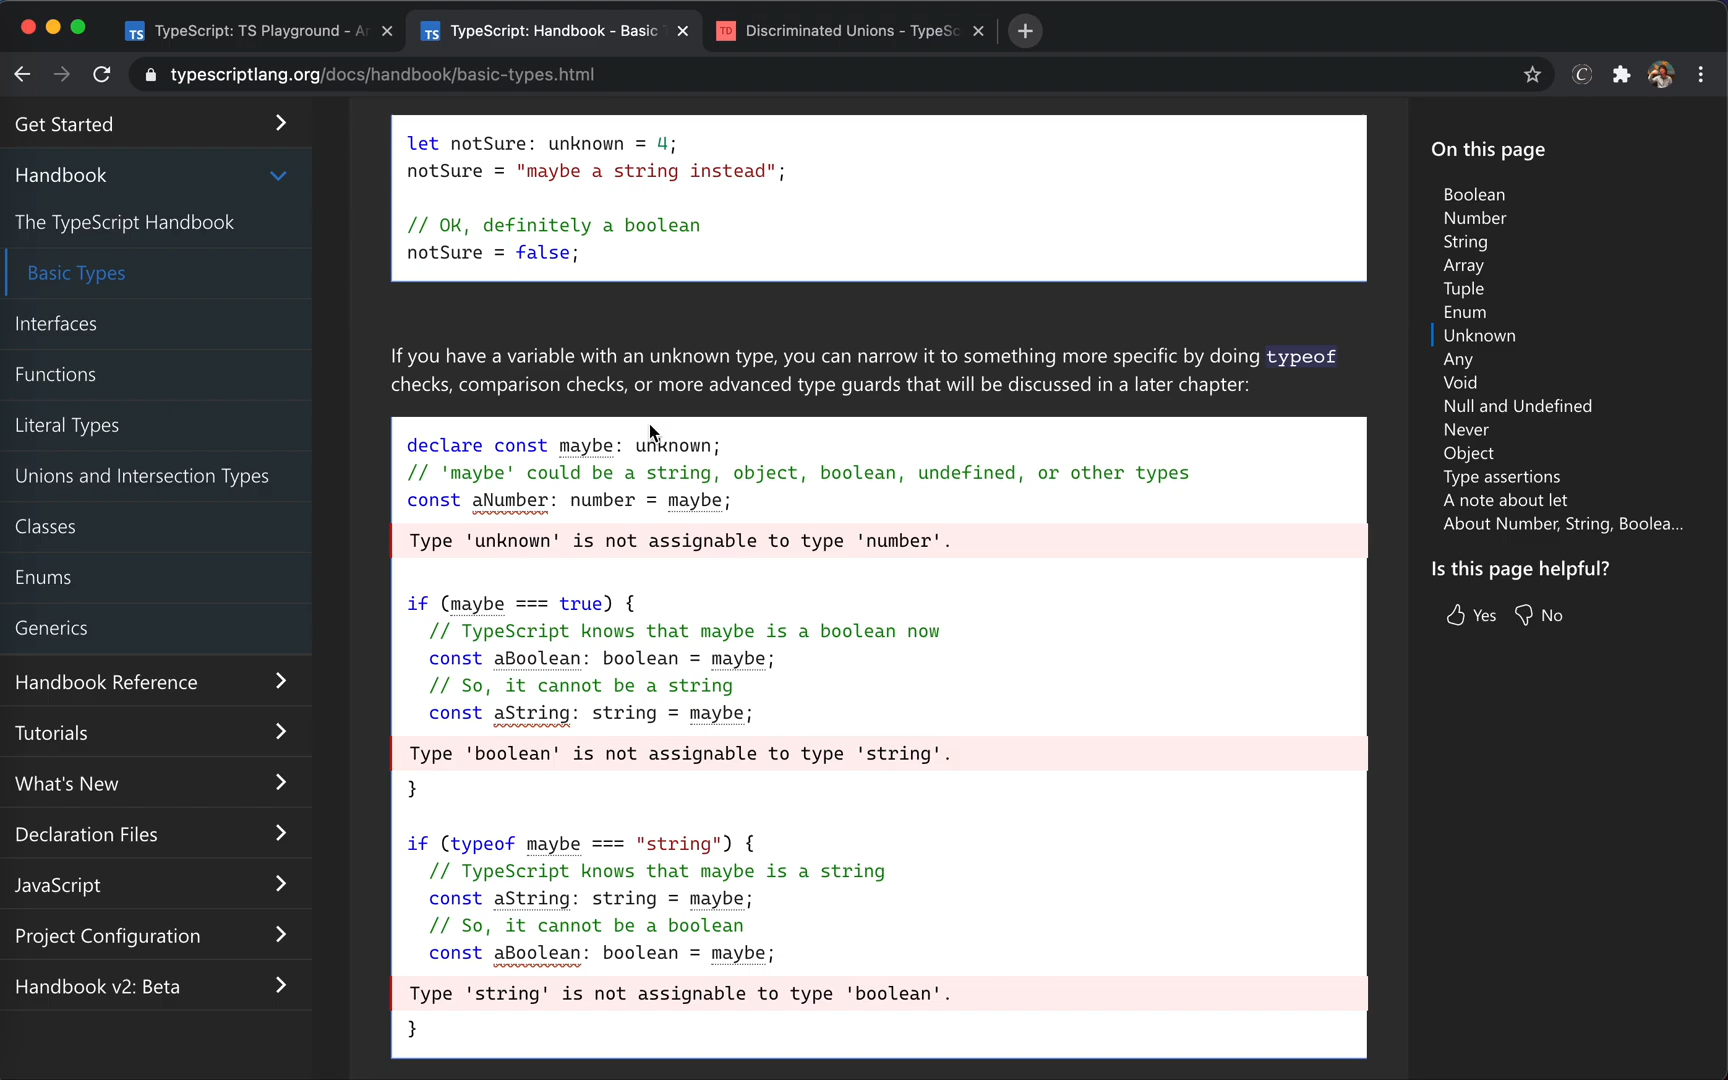 TypeScript: TS Playground - A
TypeScript: Handbook - Basic
Discriminated Unions - TypeSc
typescriptlang.org/docs/handbook/basic-types.html
Get Started
Handbook
The TypeScript Handbook
Basic Types
Interfaces
Functions
Literal Types
Unions and Intersection Types
Classes
Enums
Generics
Handbook Reference
Tutorials
What's New
Declaration Files
JavaScript
Project Configuration
Handbook v2: Beta
let notSure: unknown = 4;
notSure = "maybe a string instead";
// OK, definitely a boolean
notSure = false;
If you have a variable with an unknown type, you can narrow it to something more specific by doing typeof
checks, comparison checks, or more advanced type guards that will be discussed in a later chapter:
declare const maybe: unknown;
// 'maybe' could be a string, object, boolean, undefined, or other types
const aNumber: number = maybe;
Type 'unknown' is not assignable to type 'number'.
if (maybe === true) {
// TypeScript knows that maybe is a boolean now
const aBoolean: boolean = maybe;
// So, it cannot be a string
const aString: string = maybe;
Type 'boolean' is not assignable to type 'string'.
}
if (typeof maybe === "string") {
// TypeScript knows that maybe is a string
const aString: string = maybe;
// So, it cannot be a boolean
const aBoolean: boolean = maybe;
Type 'string' is not assignable to type 'boolean'.
}
On this page
Boolean
Number
String
Array
Tuple
Enum
Unknown
Any
Void
Null and Undefined
Never
Object
Type assertions
A note about let
About Number, String, Boolea...
Is this page helpful?
Yes
No